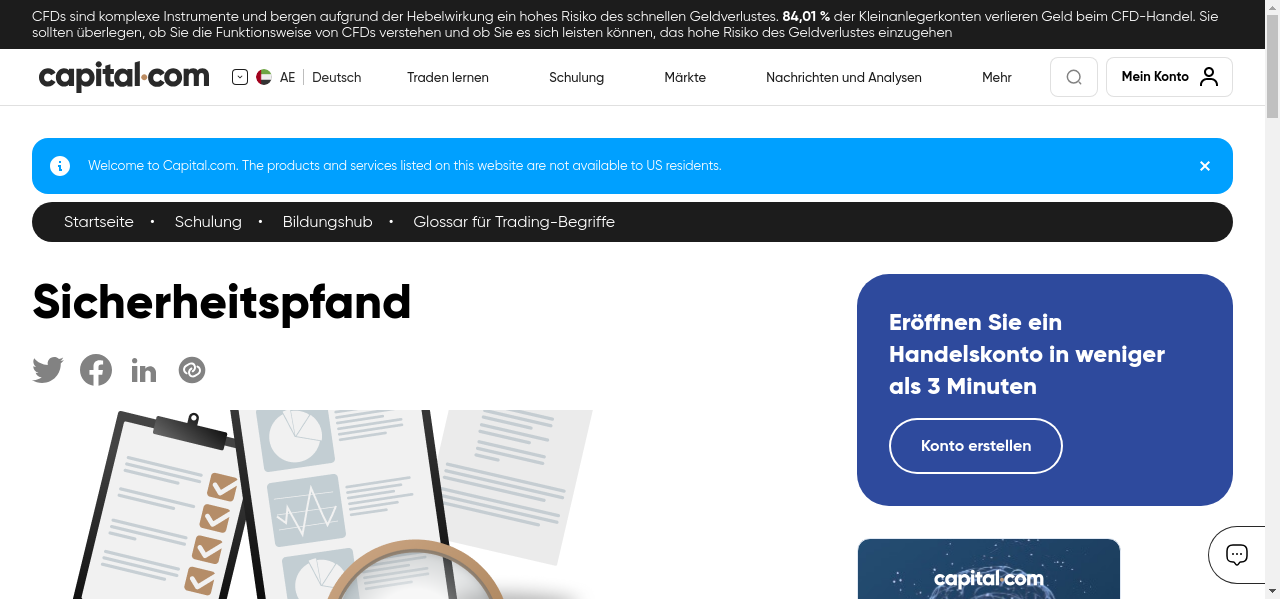 CFDs sind komplexe Instrumente und bergen aufgrund der Hebelwirkung ein hohes Risiko des schnellen Geldverlustes. 84,01 % der Kleinanlegerkonten verlieren Geld beim CFD-Handel. Sie
sollten überlegen, ob Sie die Funktionsweise von CFDs verstehen und ob Sie es sich leisten können, das hohe Risiko des Geldverlustes einzugehen
capital.com AE Deutsch Traden lernen Schulung Märkte Nachrichten und Analysen Mehr Mein Konto
Welcome to Capital.com. The products and services listed on this website are not available to US residents.
Startseite • Schulung • Bildungshub • Glossar für Trading-Begriffe
Sicherheitspfand
Eröffnen Sie ein
Handelskonto in weniger
als 3 Minuten
Konto erstellen
capital.com